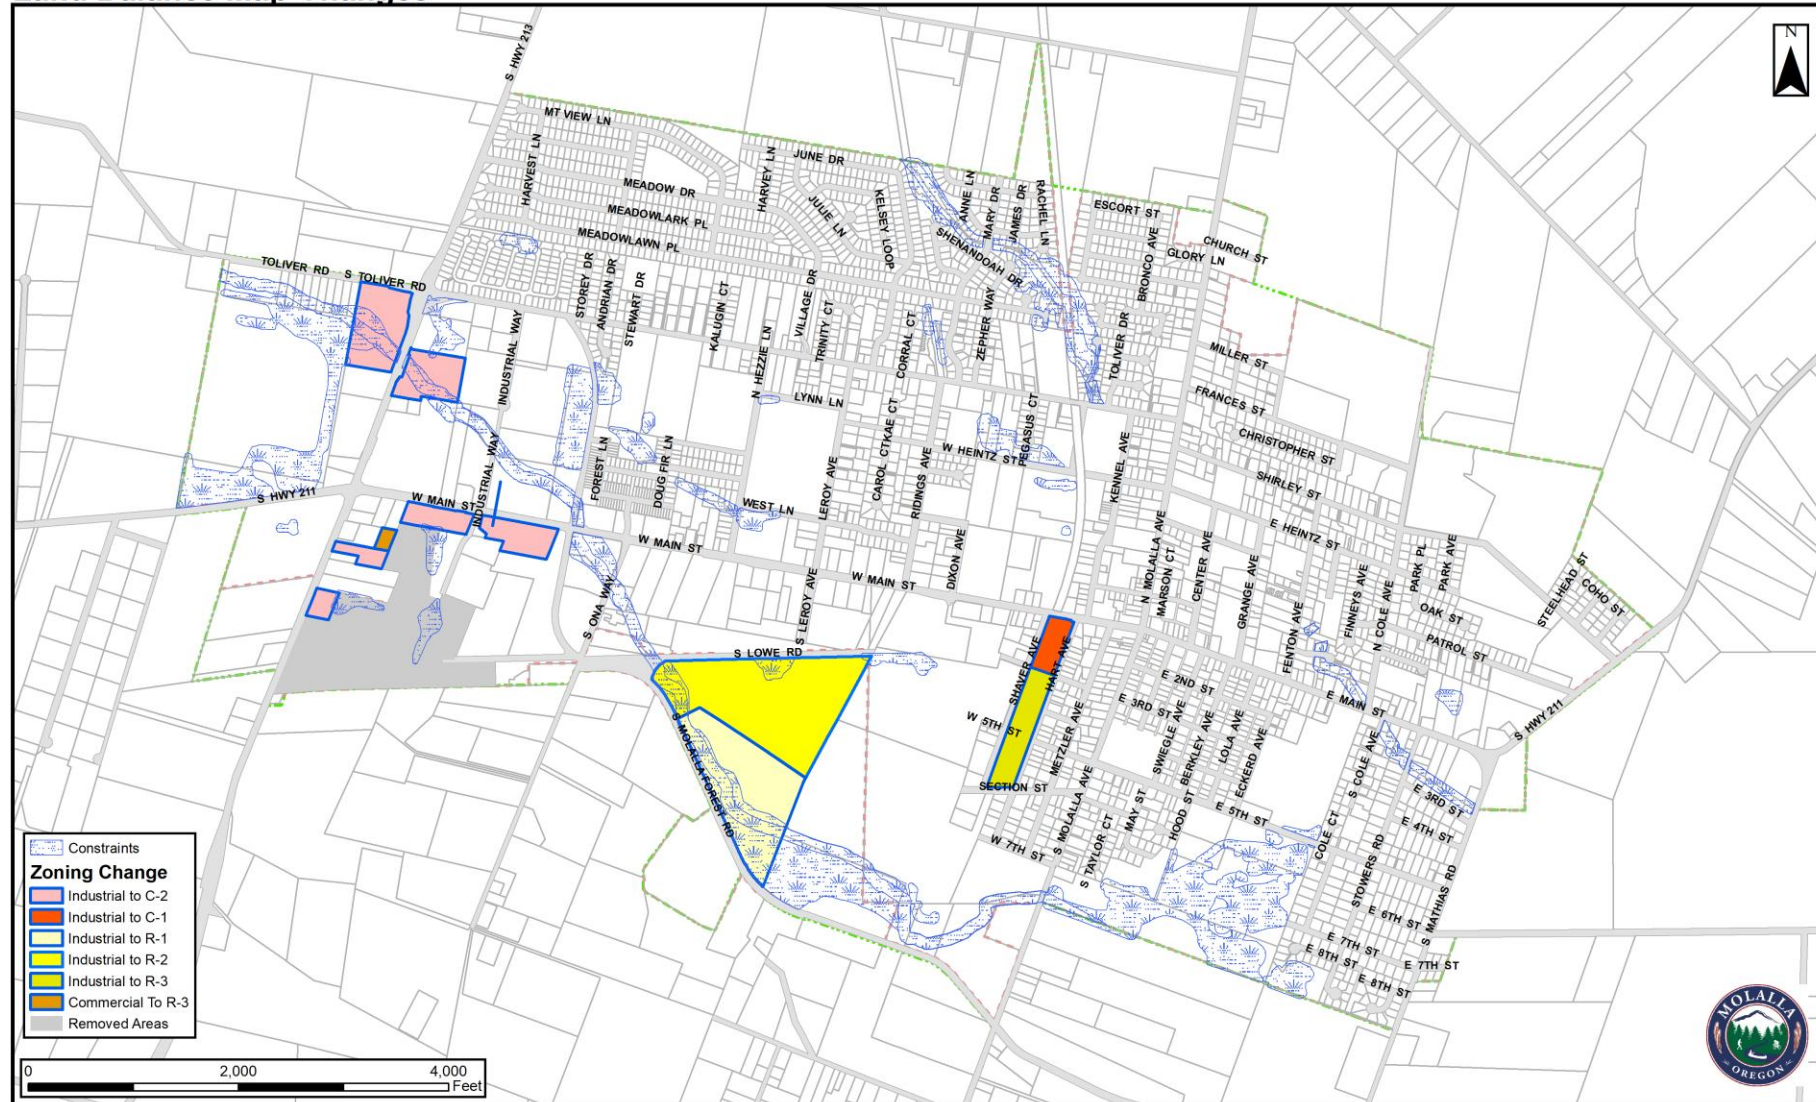 Land Balance Map Changes
N
S HWY 213
MT VIEW LN
HARVEST LN
MEADOW DR
MEADOWLARK PL
MEADOWLAWN PL
HARVEY LN
JUNE DR
JULIE LN
KELSEY LOOP
ANNE LN
MARY DR
JAMES DR
RACHEL LN
SHENANDOAH DR
ESCORT ST
BRONCO AVE
CHURCH ST
GLORY LN
TOLIVER RD
S TOLIVER RD
STOREY DR
ANDRIAN DR
STEWART DR
KALUGIN CT
VILLAGE DR
TRINITY CT
N HEZZIE LN
CORRAL CT
ZEPHER WAY
TOLIVER DR
MILLER ST
FRANCES ST
CHRISTOPHER ST
SHIRLEY ST
E HEINTZ ST
INDUSTRIAL WAY
INDUSTRIAL WAY
INDUSTRIAL WAY
LYNN LN
CAROL CT
KAE CT
RIDINGS AVE
W HEINTZ ST
PEGASUS CT
KENNEL AVE
FOREST LN
DOUG FIR LN
WEST LN
LEROY AVE
S HWY 211
W MAIN ST
W MAIN ST
W MAIN ST
DIXON AVE
N MOLALLA AVE
MARSON CT
CENTER AVE
GRANGE AVE
FENTON AVE
FINNEYS AVE
N COLE AVE
PARK PL
PARK AVE
OAK ST
PATROL ST
STEELHEAD ST
COHO ST
S ONA WAY
S LEROY AVE
S LOWE RD
SHAVER AVE
HART AVE
E 2ND ST
E 3RD ST
E MAIN ST
S HWY 211
W 5TH ST
METZLER AVE
SWIEGLE AVE
BERKLEY AVE
LOLA AVE
ECKERD AVE
S MOLALLA FOREST RD
SECTION ST
W 7TH ST
S MOLALLA AVE
S TAYLOR CT
MAY ST
HOOD ST
E 5TH ST
COLE CT
S COLE AVE
STOWERS RD
E 3RD ST
E 4TH ST
S MATHIAS RD
E 6TH ST
E 7TH ST
E 7TH ST
E 8TH ST
E 8TH ST
Constraints
Zoning Change
Industrial to C-2
Industrial to C-1
Industrial to R-1
Industrial to R-2
Industrial to R-3
Commercial To R-3
Removed Areas
0 2,000 4,000
Feet
MOLALLA
OREGON